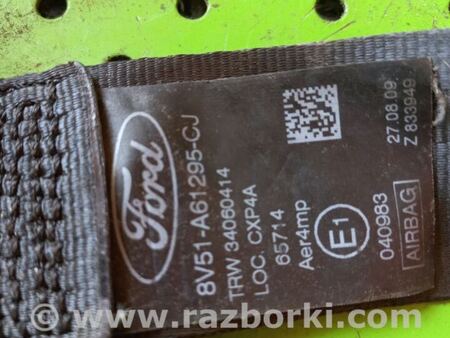 Ford
8V51-A61295-CJ
TRW 34060414
LOC. CXP4A
65714
Aer4mp
E1
040983
AIRBAG
27.08.09
Z 833949
www.razborki.com